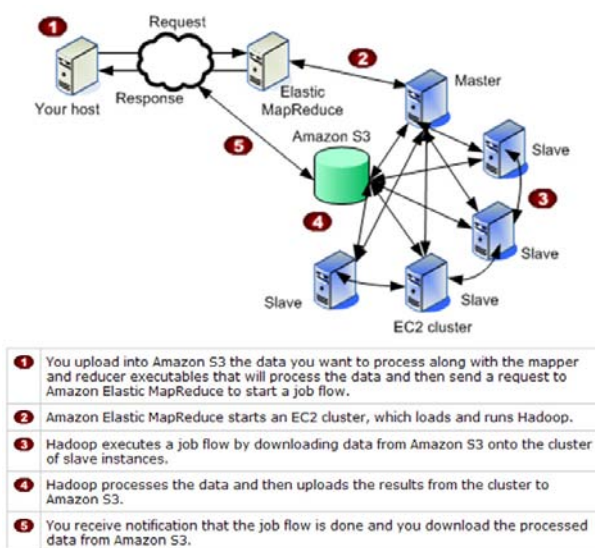 1
Request
Your host
Response
Elastic
MapReduce
2
Master
5
Amazon S3
Slave
3
4
Slave
Slave
Slave
EC2 cluster
1 You upload into Amazon S3 the data you want to process along with the mapper
and reducer executables that will process the data and then send a request to
Amazon Elastic MapReduce to start a job flow.
2 Amazon Elastic MapReduce starts an EC2 cluster, which loads and runs Hadoop.
3 Hadoop executes a job flow by downloading data from Amazon S3 onto the cluster
of slave instances.
4 Hadoop processes the data and then uploads the results from the cluster to
Amazon S3.
5 You receive notification that the job flow is done and you download the processed
data from Amazon S3.